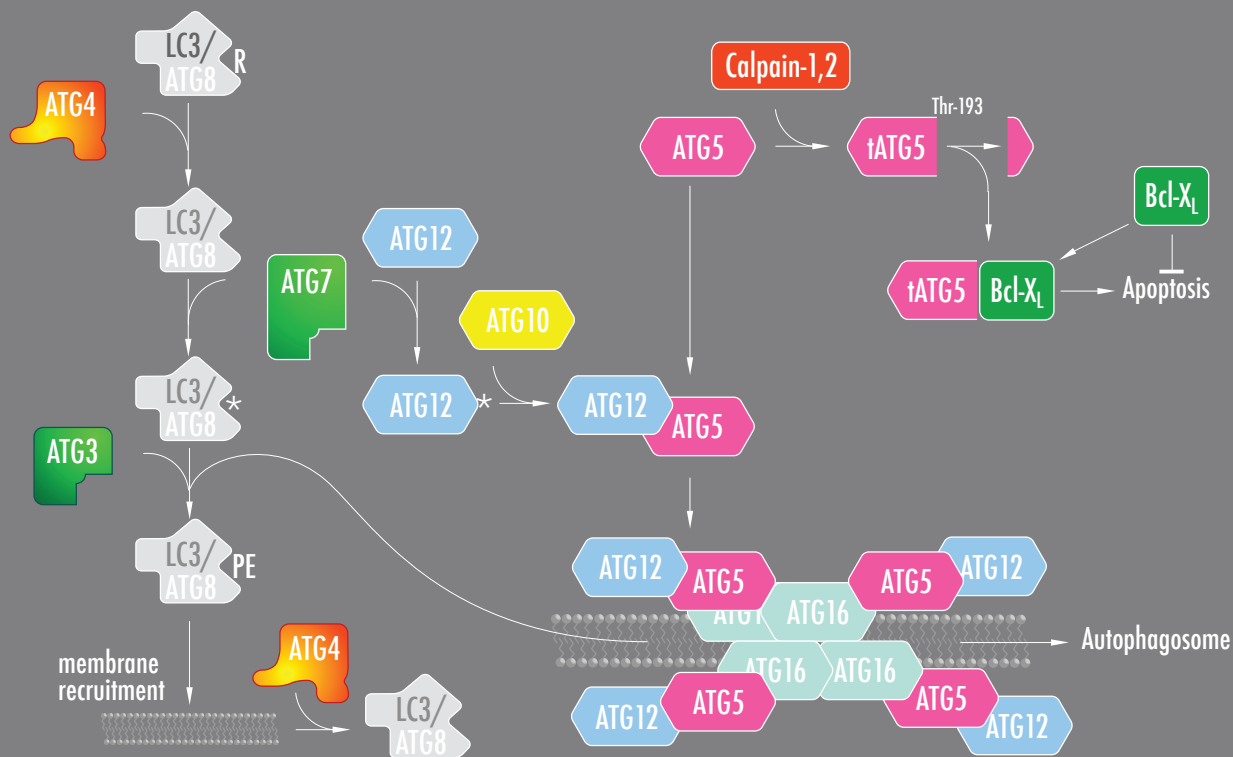 LC3/
ATG8
R
ATG4
Calpain-1,2
Thr-193
ATG5
tATG5
Bcl-XL
LC3/
ATG8
ATG12
ATG7
tATG5
Bcl-XL
Apoptosis
ATG10
LC3/
ATG8
*
ATG12
*
ATG12
ATG5
ATG3
LC3/
ATG8
PE
ATG12
ATG5
ATG5
ATG12
ATG1
ATG16
Autophagosome
membrane
recruitment
ATG4
ATG16
ATG16
ATG12
ATG5
ATG5
ATG12
LC3/
ATG8